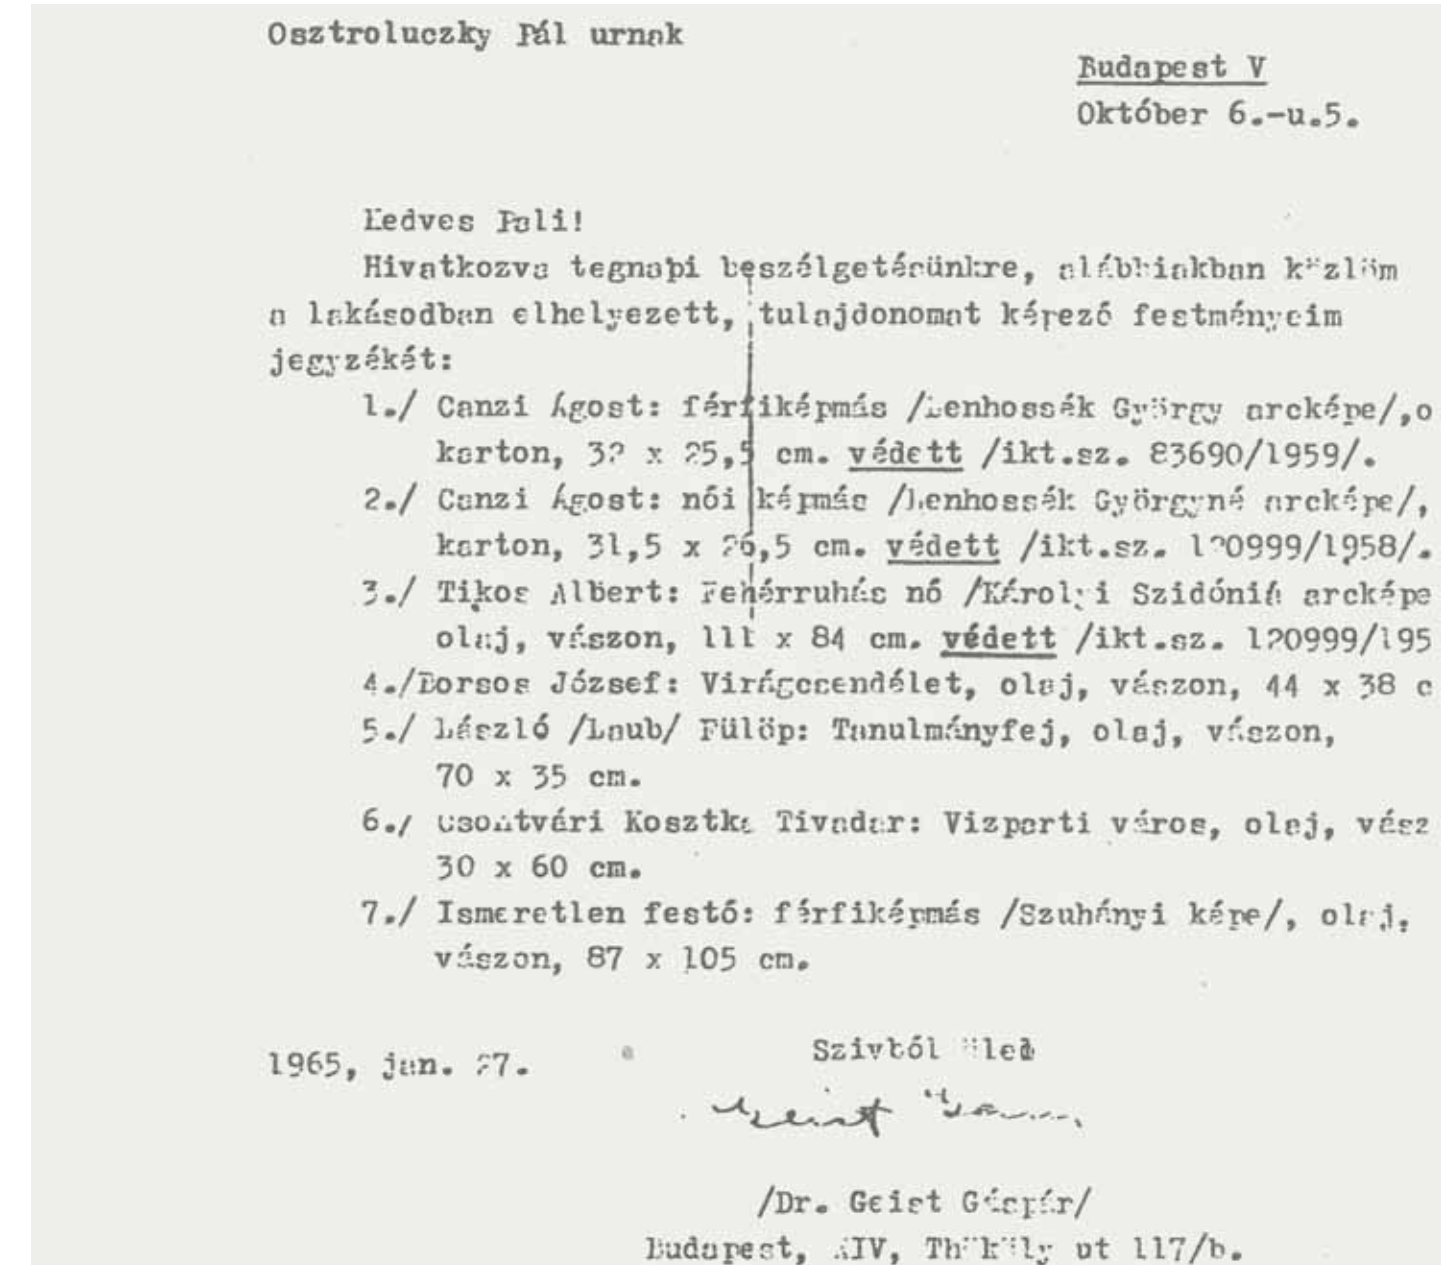 Osztroluczky Pál urnak
Budapest V
Október 6.-u.5.
Kedves Pali!
Hivatkozva tegnapi beszélgetésünkre, alábbiakban közlöm
a lakásodban elhelyezett, tulajdonomat képező festményeim
jegyzékét:
1./ Canzi Ágost: férfiképmás /Lenhossék György arcképe/,o
karton, 32 x 25,5 cm. védett /ikt.sz. 83690/1959/.
2./ Canzi Ágost: női képmás /Lenhossék Györgyné arcképe/,
karton, 31,5 x 26,5 cm. védett /ikt.sz. 120999/1958/.
3./ Tikos Albert: Fehérruhás nő /Károlyi Szidónia arcképe
olaj, vászon, 111 x 84 cm. védett /ikt.sz. 120999/195
4./Borsos József: Virágcsendélet, olaj, vászon, 44 x 38 c
5./ László /Laub/ Fülöp: Tanulmányfej, olaj, vászon,
70 x 35 cm.
6./ Csontvári Kosztka Tivadar: Vizparti város, olaj, vász
30 x 60 cm.
7./ Ismeretlen festő: férfiképmás /Szuhányi képe/, olaj,
vászon, 87 x 105 cm.
1965, jan. 27.
Szivből ölel
Geist Gáspár
/Dr. Geist Gáspár/
Budapest, XIV, Thököly ut 117/b.